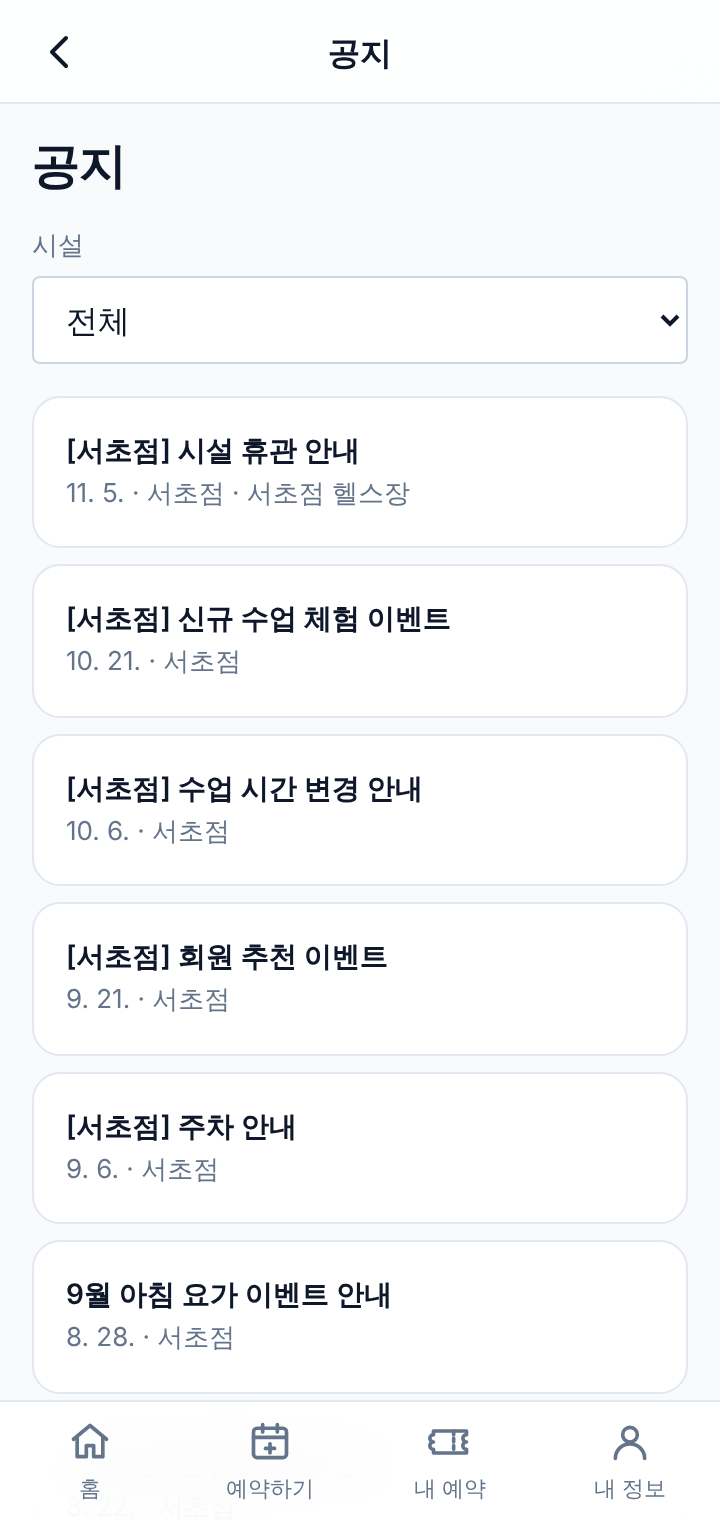 공지
공지
시설
전체
[서초점] 시설 휴관 안내
11. 5. · 서초점 · 서초점 헬스장
[서초점] 신규 수업 체험 이벤트
10. 21. · 서초점
[서초점] 수업 시간 변경 안내
10. 6. · 서초점
[서초점] 회원 추천 이벤트
9. 21. · 서초점
[서초점] 주차 안내
9. 6. · 서초점
9월 아침 요가 이벤트 안내
8. 28. · 서초점
홈
예약하기
내 예약
내 정보
8. 22. · 서초점